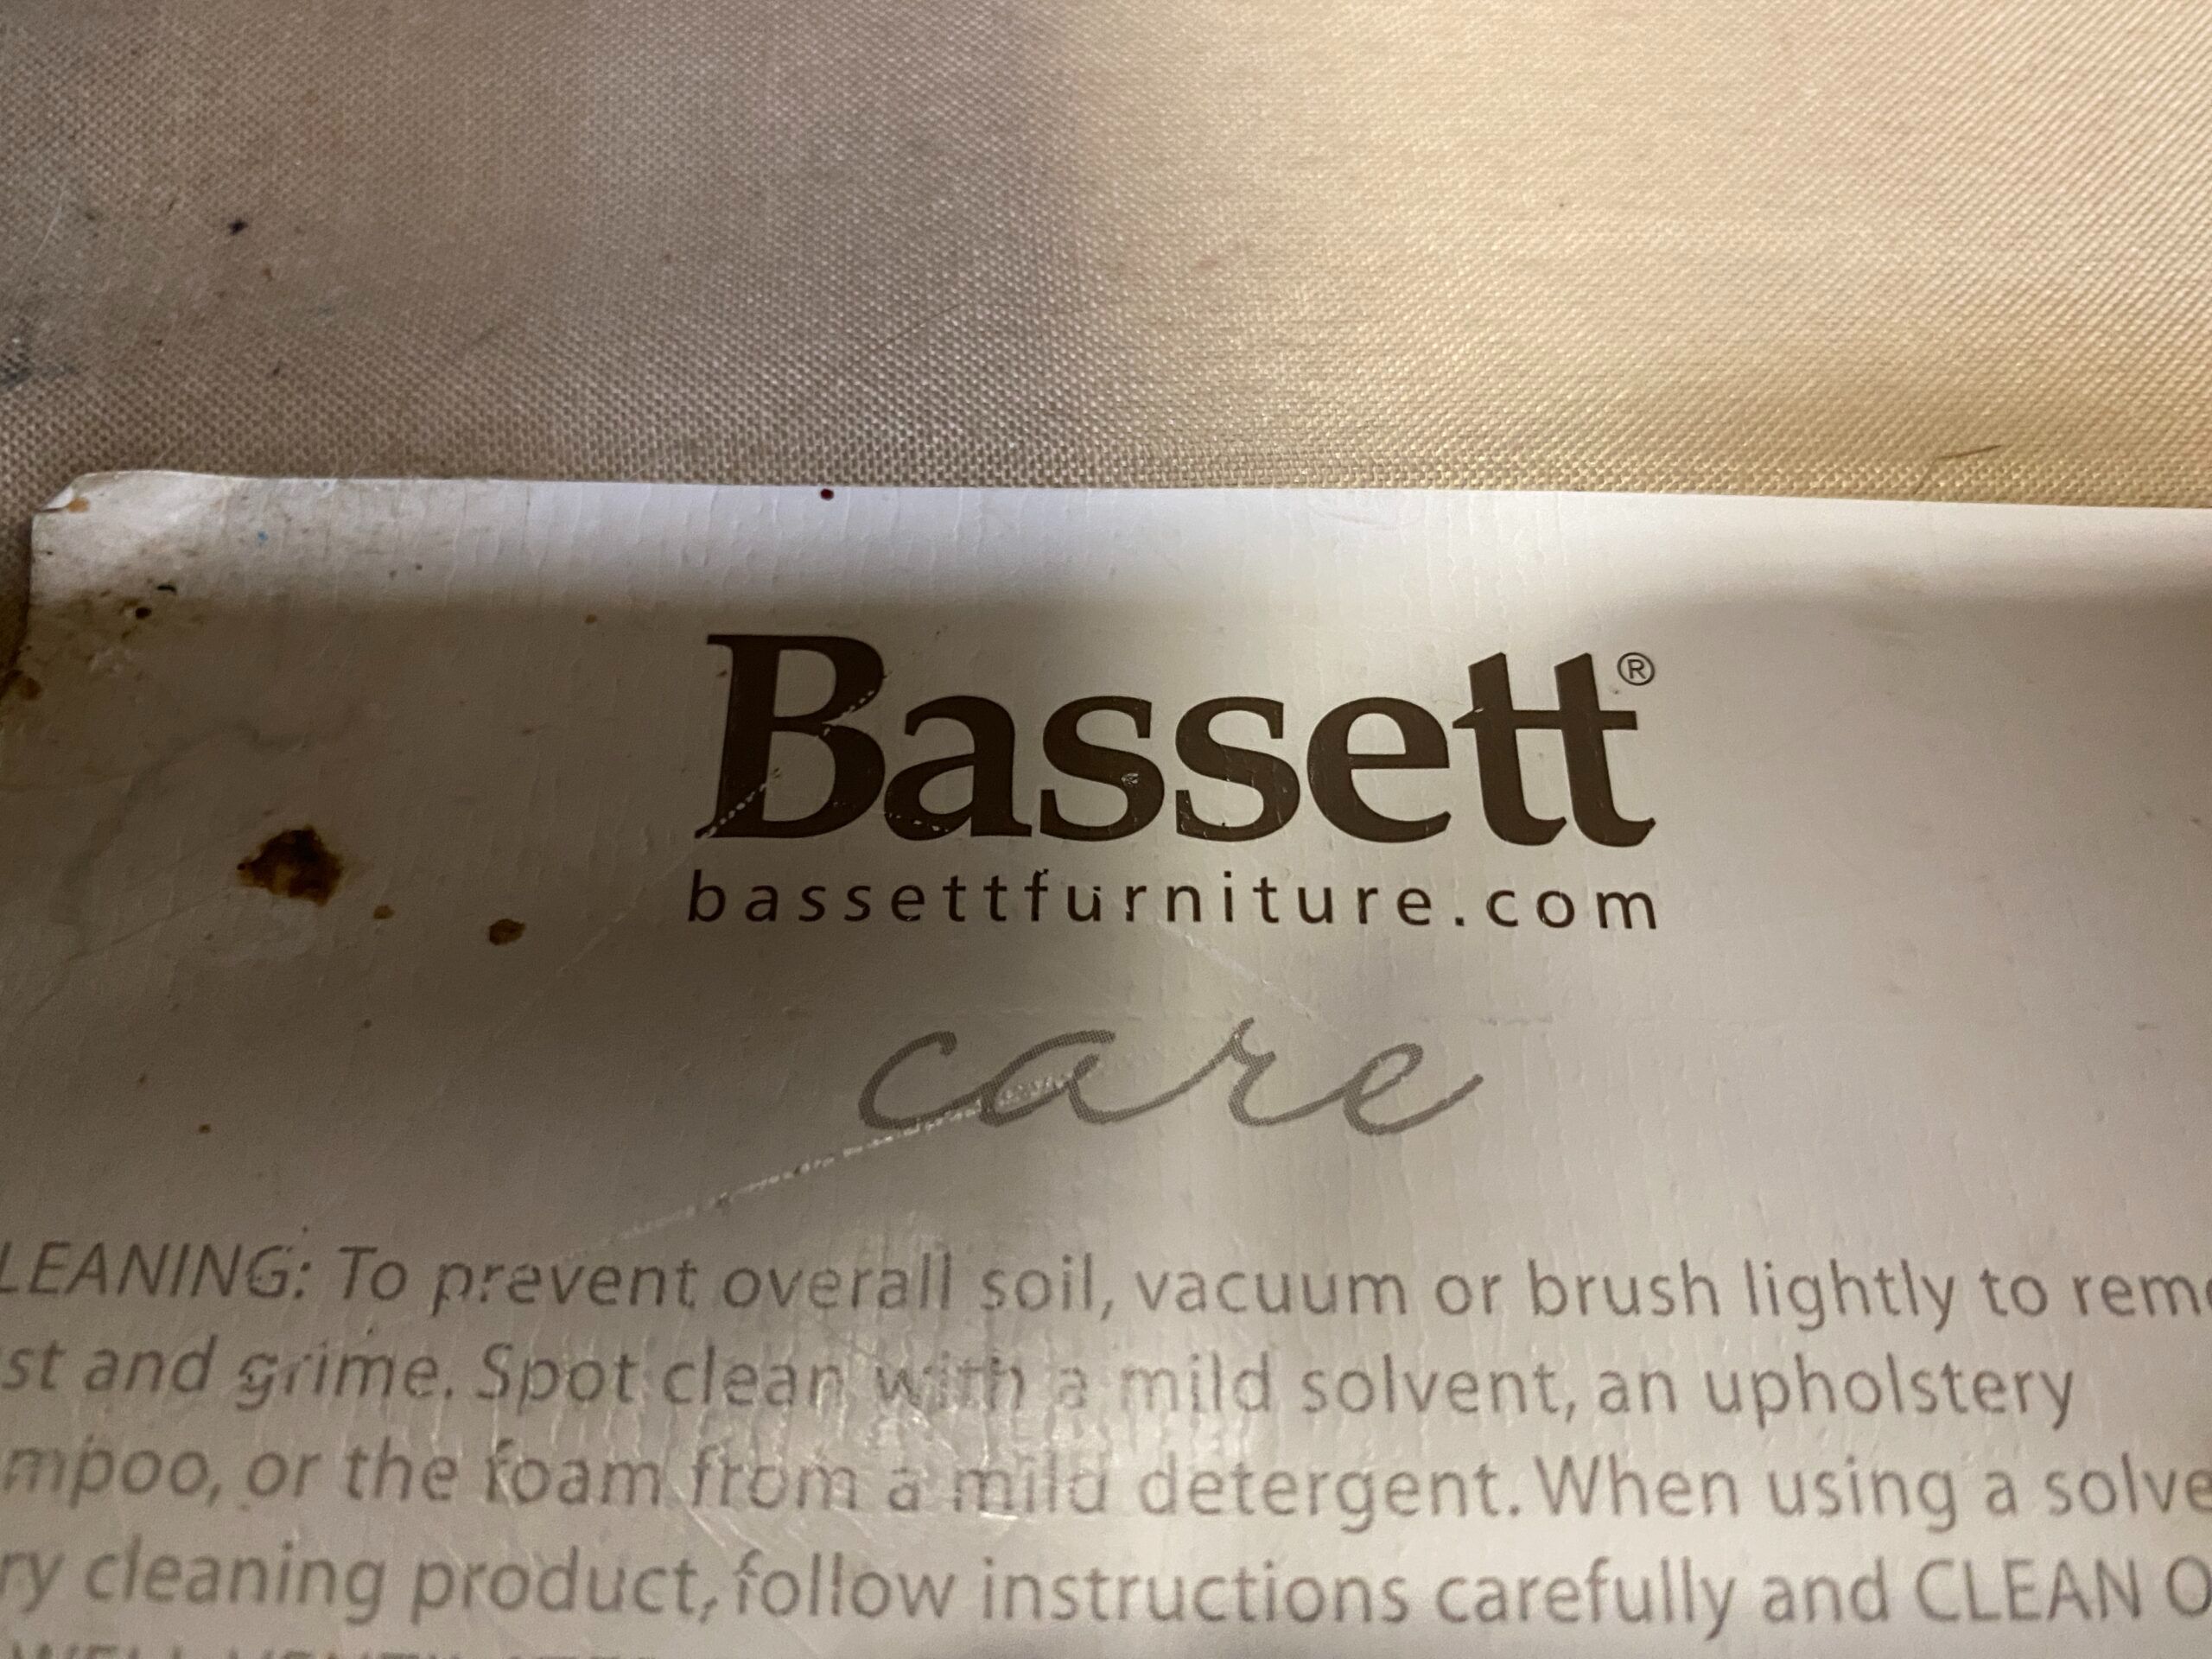 Bassett®
bassettfurniture.com
care
LEANING: To prevent overall soil, vacuum or brush lightly to rem
st and grime. Spot clean with a mild solvent, an upholstery
mpoo, or the foam from a mild detergent. When using a solve
ry cleaning product, follow instructions carefully and CLEAN O